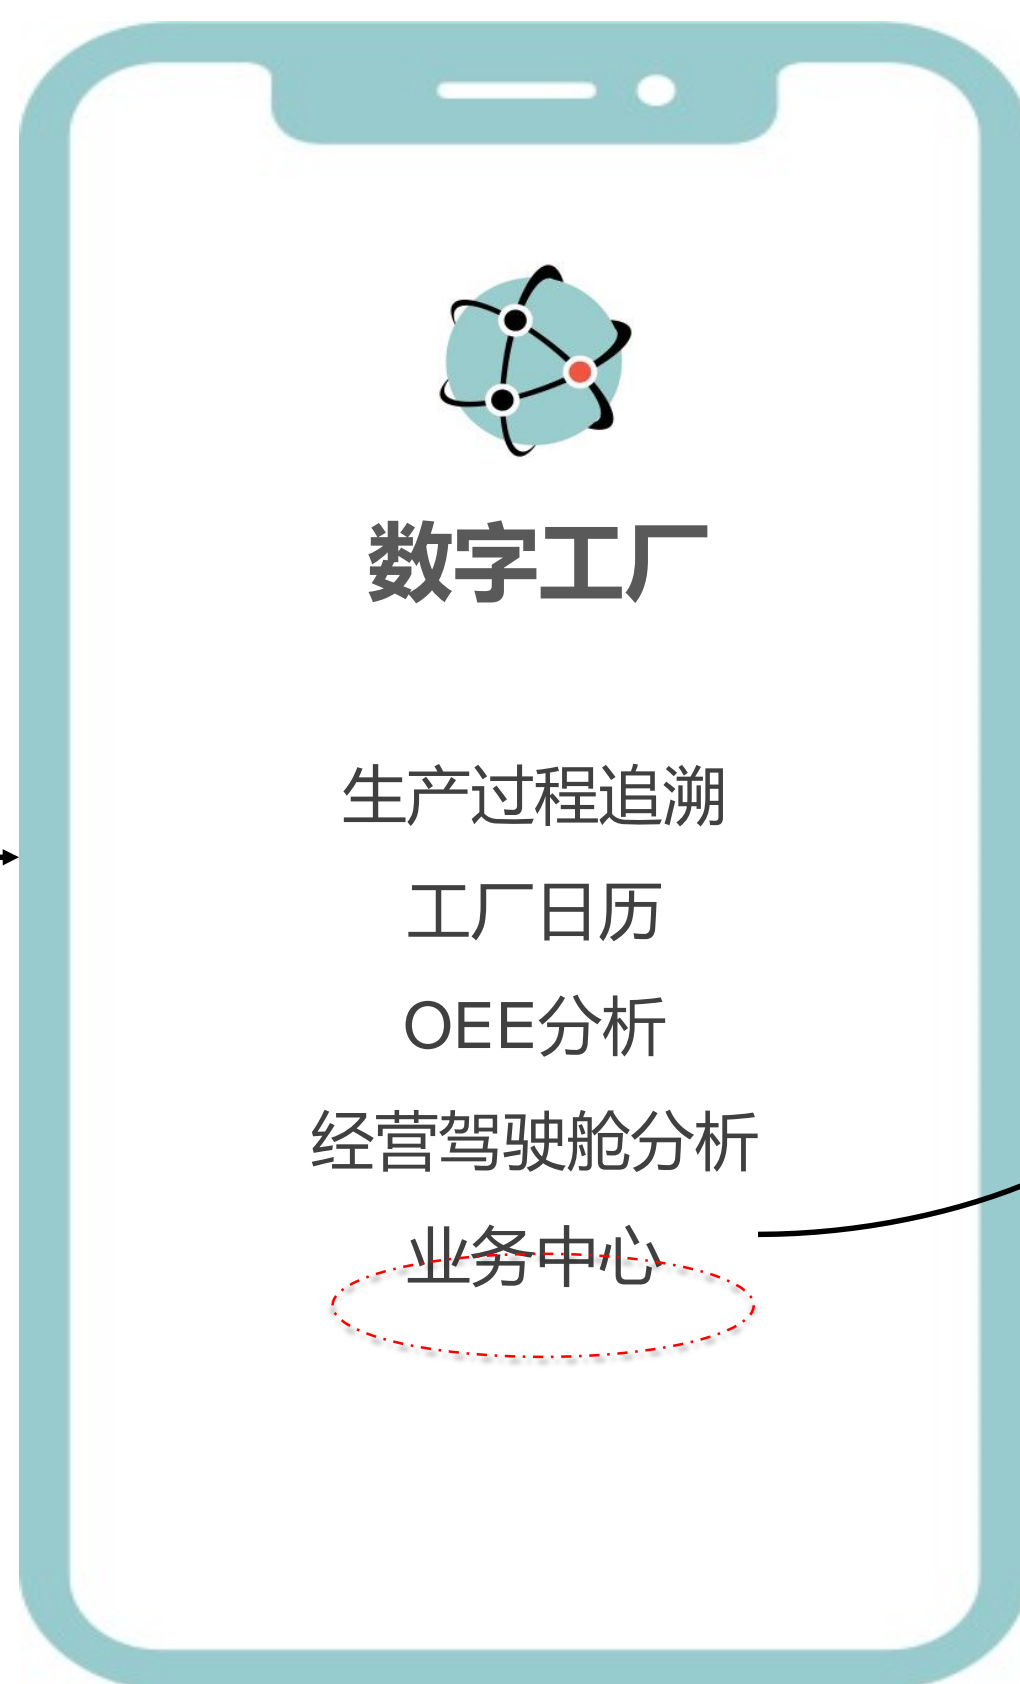 数字工厂
生产过程追溯
工厂日历
OEE分析
经营驾驶舱分析
业务中心